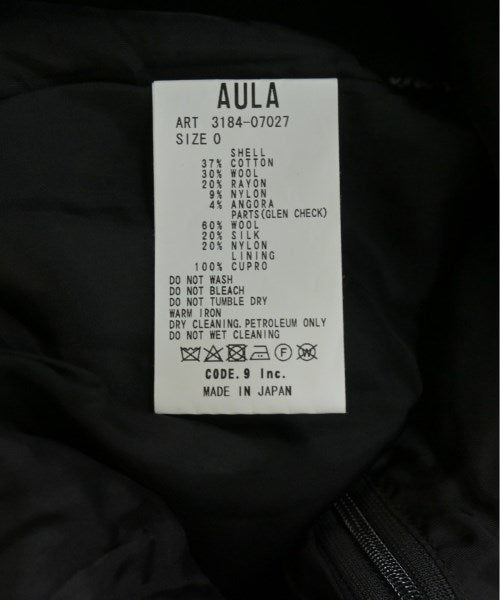 AULA
ART 3184-07027
SIZE 0
SHELL
37% COTTON
30% WOOL
20% RAYON
9% NYLON
4% ANGORA
PARTS(GLEN CHECK)
60% WOOL
20% SILK
20% NYLON
LINING
100% CUPRO
DO NOT WASH
DO NOT BLEACH
DO NOT TUMBLE DRY
WARM IRON
DRY CLEANING. PETROLEUM ONLY
DO NOT WET CLEANING
F W
CODE. 9 Inc.
MADE IN JAPAN